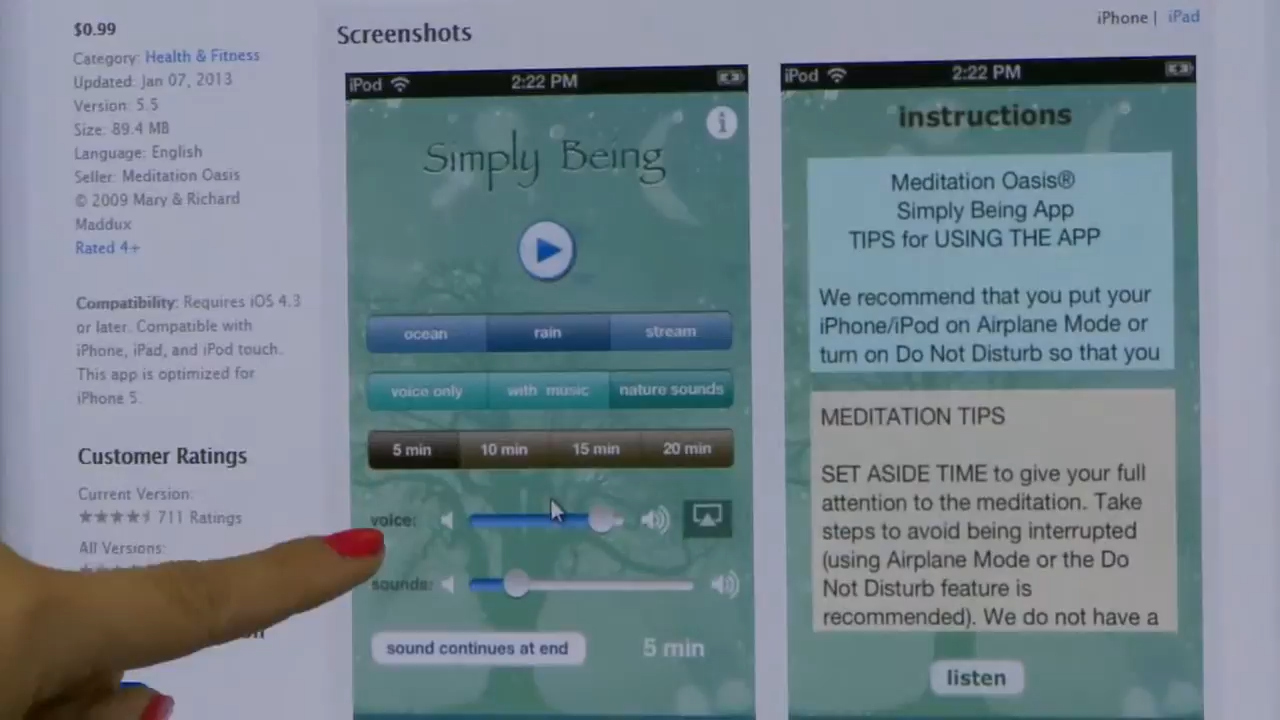 $0.99
Category: Health & Fitness
Updated: Jan 07, 2013
Version: 5.5
Size: 89.4 MB
Language: English
Seller: Meditation Oasis
© 2009 Mary & Richard
Maddux
Rated 4+
Compatibility: Requires iOS 4.3
or later. Compatible with
iPhone, iPad, and iPod touch.
This app is optimized for
iPhone 5.
Customer Ratings
Current Version:
711 Ratings
All Versions:
Screenshots
iPhone | iPad
iPod 2:22 PM
Simply Being
ocean rain stream
voice only with music nature sounds
5 min 10 min 15 min 20 min
voice:
sounds:
sound continues at end 5 min
iPod 2:22 PM
instructions
Meditation Oasis®
Simply Being App
TIPS for USING THE APP
We recommend that you put your
iPhone/iPod on Airplane Mode or
turn on Do Not Disturb so that you
MEDITATION TIPS
SET ASIDE TIME to give your full
attention to the meditation. Take
steps to avoid being interrupted
(using Airplane Mode or the Do
Not Disturb feature is
recommended). We do not have a
listen